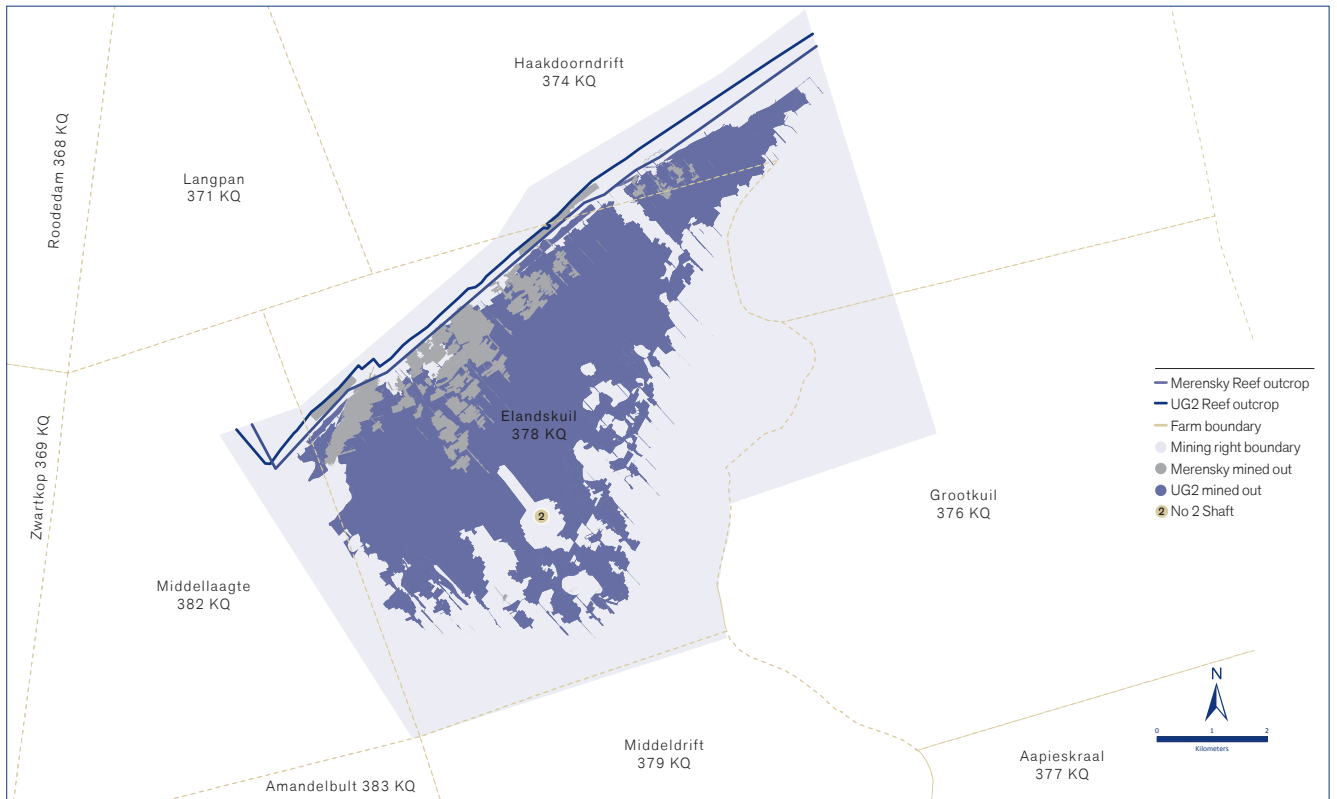 Haakdoorndrift
374 KQ
Roodedam 368 KQ
Langpan
371 KQ
Merensky Reef outcrop
UG2 Reef outcrop
Farm boundary
Mining right boundary
Merensky mined out
UG2 mined out
2 No 2 Shaft
Elandskuil
378 KQ
Zwartkop 369 KQ
2
Grootkuil
376 KQ
Middellaagte
382 KQ
N
0 1 2
Kilometers
Middeldrift
379 KQ
Aapieskraal
377 KQ
Amandelbult 383 KQ